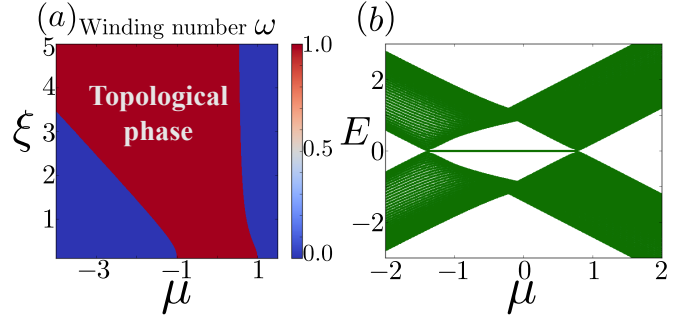 (a) Winding number ω
(b)
5
4
3
2
1
ξ
Topological
phase
−3
−1
1
μ
1.0
0.5
0.0
E
2
0
−2
−2
−1
0
1
2
μ